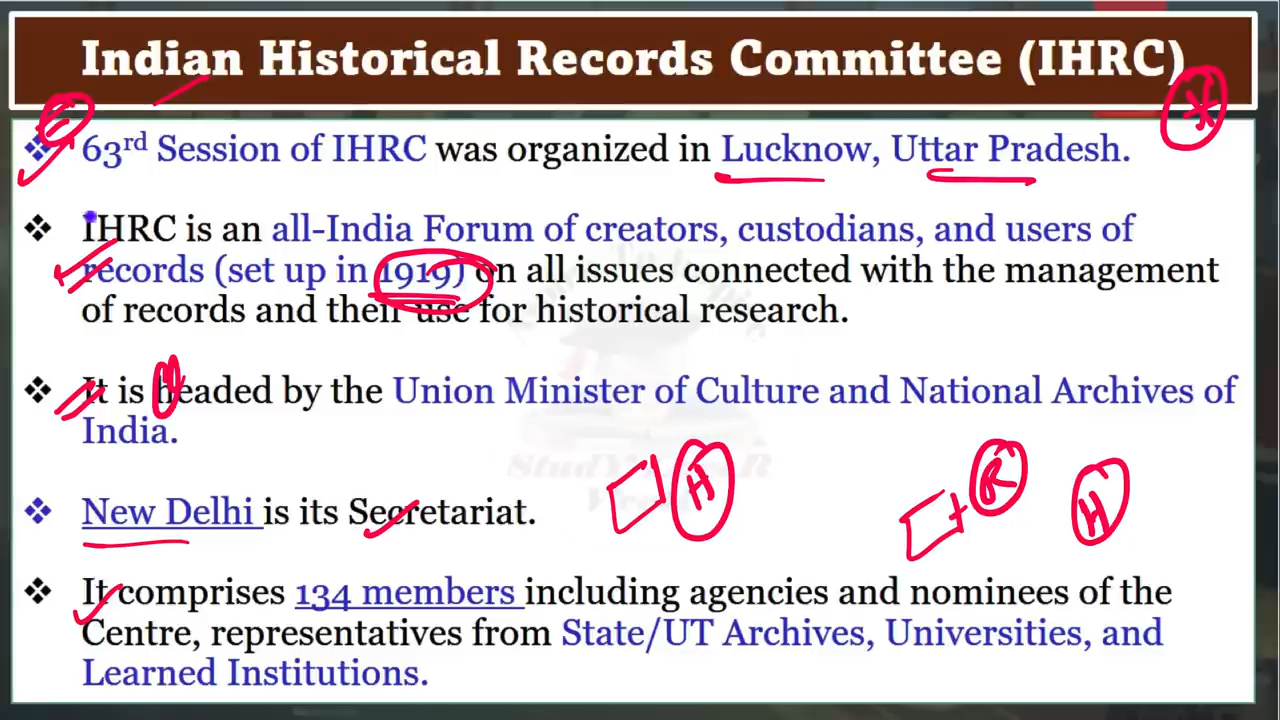 Indian Historical Records Committee (IHRC)
❖ 63rd Session of IHRC was organized in Lucknow, Uttar Pradesh.
❖ IHRC is an all-India Forum of creators, custodians, and users of
records (set up in 1919) on all issues connected with the management
of records and their use for historical research.
❖ It is headed by the Union Minister of Culture and National Archives of
India.
H R H
❖ New Delhi is its Secretariat.
❖ It comprises 134 members including agencies and nominees of the
Centre, representatives from State/UT Archives, Universities, and
Learned Institutions.